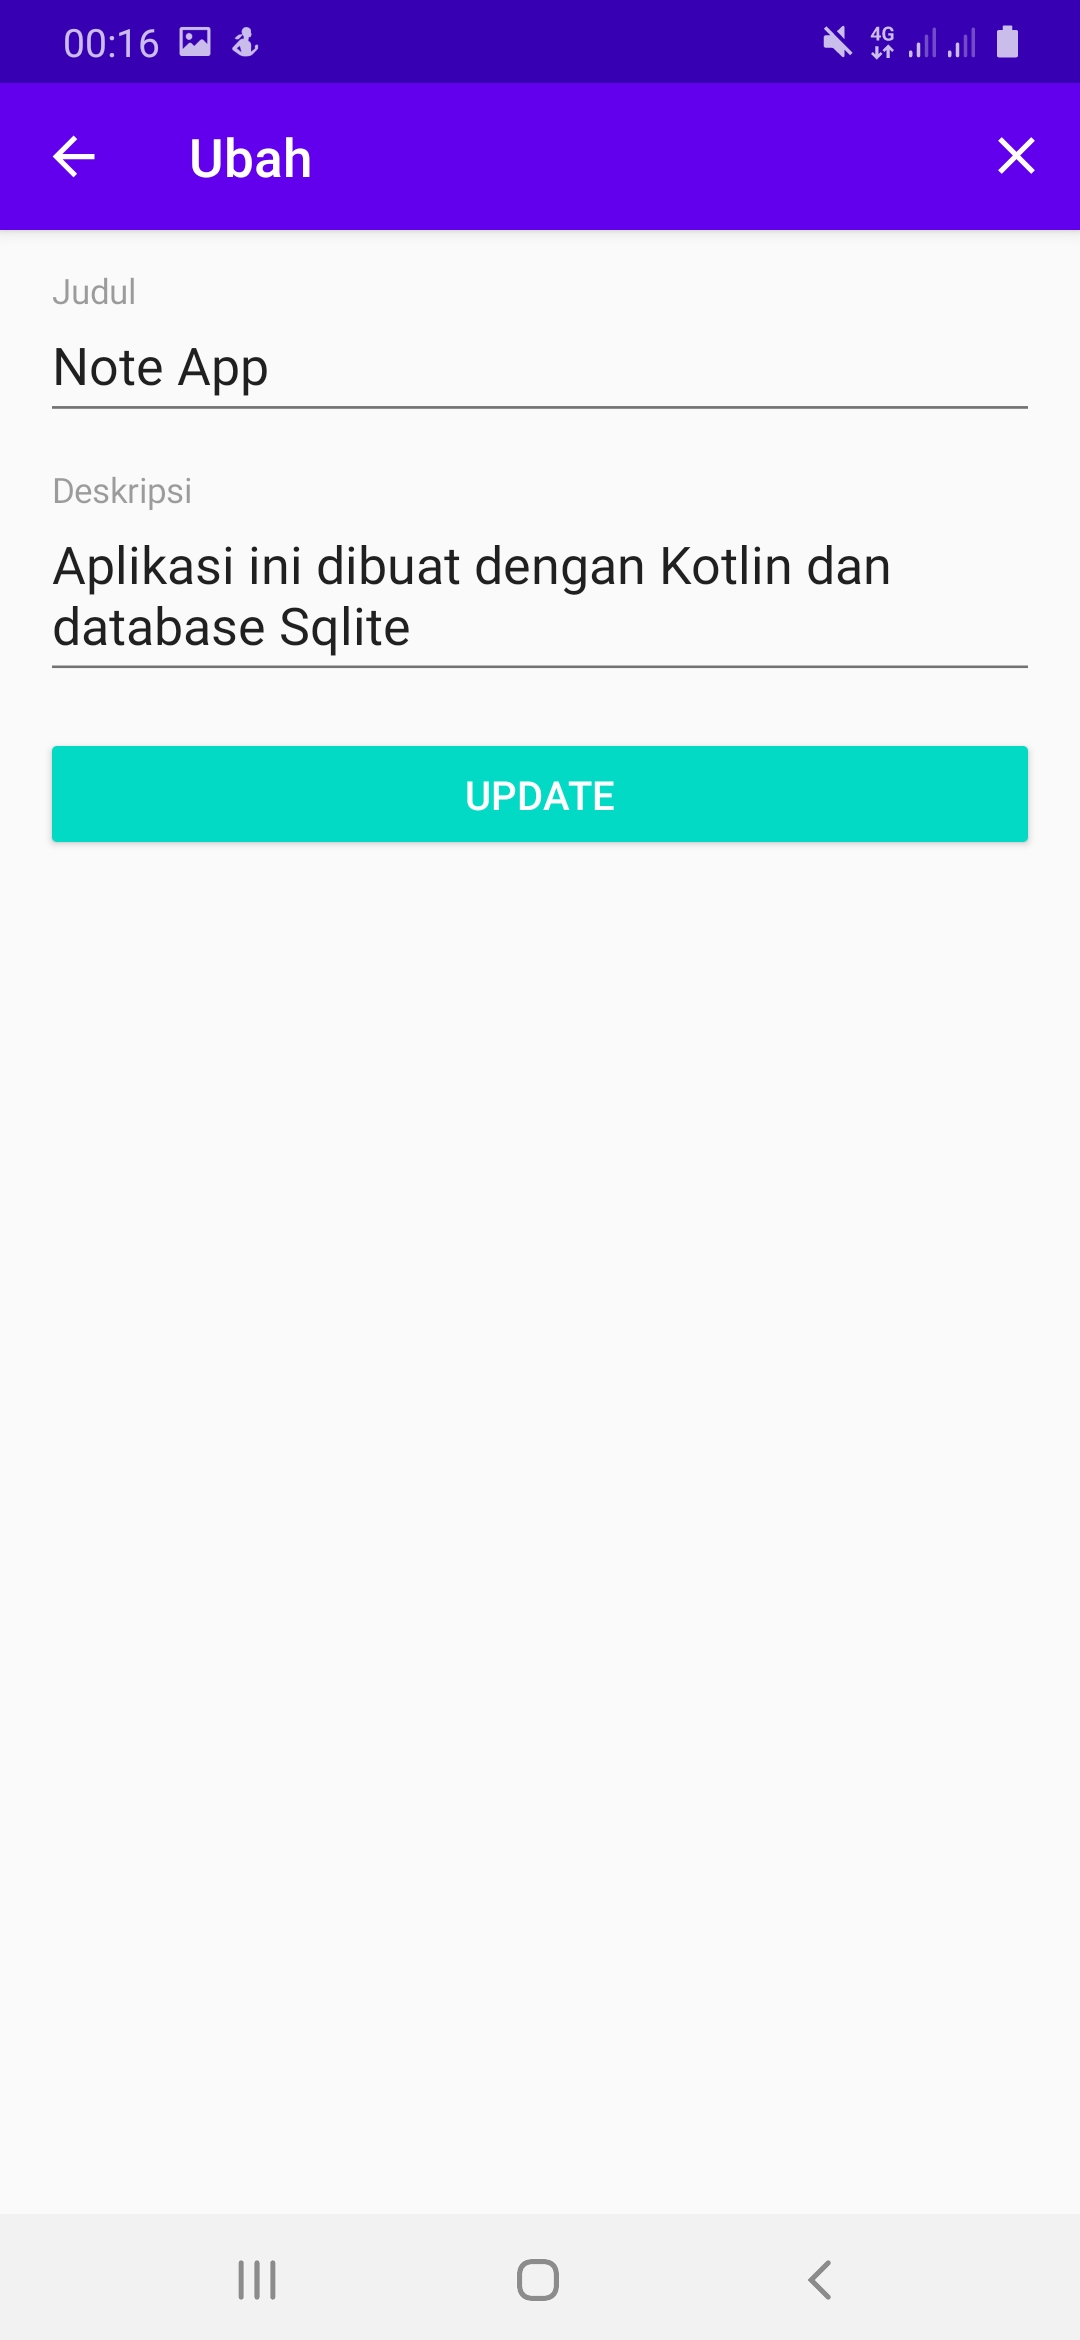 00:16
4G
Ubah
Judul
Note App
Deskripsi
Aplikasi ini dibuat dengan Kotlin dan
database Sqlite
UPDATE